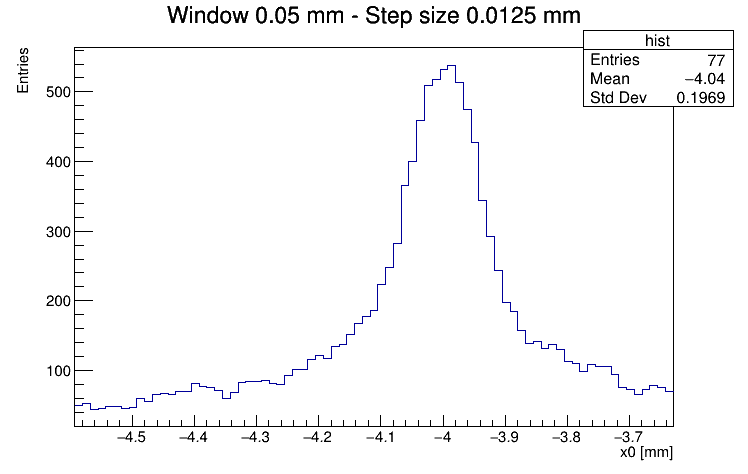 Window 0.05 mm - Step size 0.0125 mm
hist
Entries 77
Mean −4.04
Std Dev 0.1969
Entries
500
400
300
200
100
−4.5 −4.4 −4.3 −4.2 −4.1 −4 −3.9 −3.8 −3.7
x0 [mm]